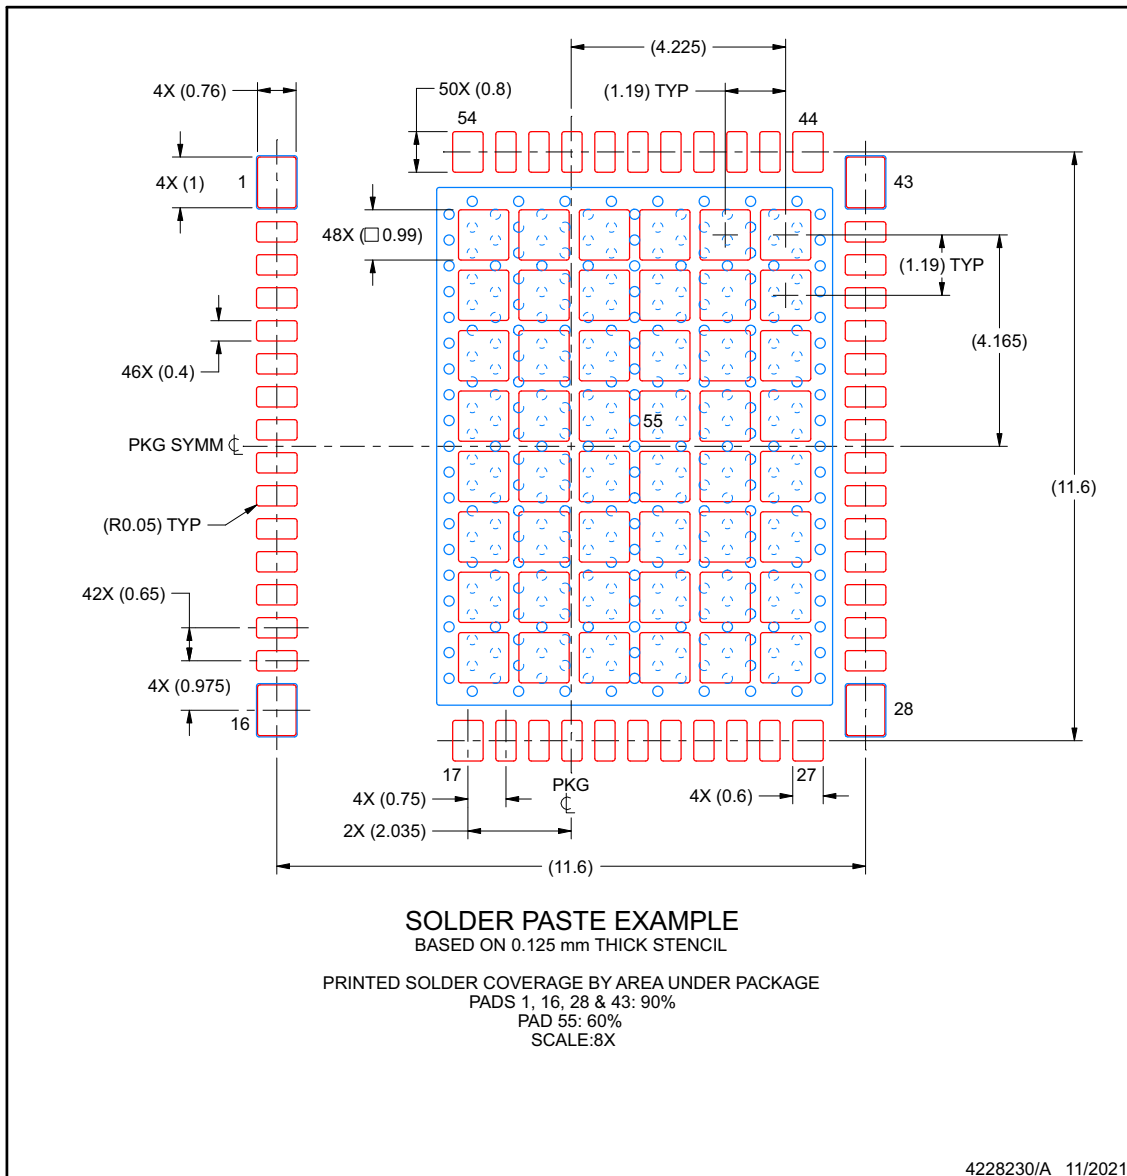 (4.225)
4X (0.76)
50X (0.8)
(1.19) TYP
54
44
4X (1)
1
43
48X (□ 0.99)
(1.19) TYP
(4.165)
46X (0.4)
55
PKG SYMM ℄
(11.6)
(R0.05) TYP
42X (0.65)
4X (0.975)
16
28
17
PKG
℄
27
4X (0.75)
4X (0.6)
2X (2.035)
(11.6)
SOLDER PASTE EXAMPLE
BASED ON 0.125 mm THICK STENCIL
PRINTED SOLDER COVERAGE BY AREA UNDER PACKAGE
PADS 1, 16, 28 & 43: 90%
PAD 55: 60%
SCALE:8X
4228230/A 11/2021